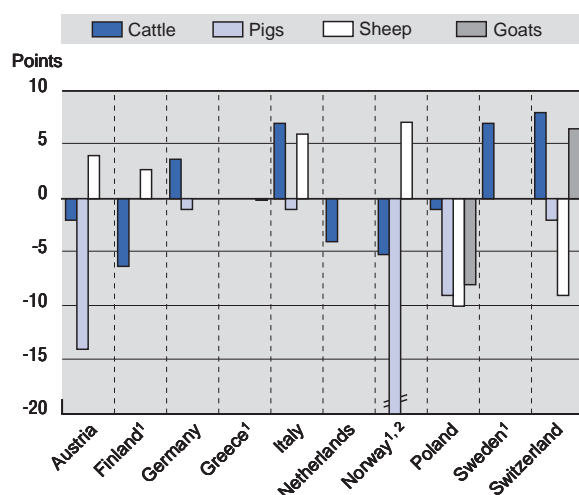 Cattle Pigs Sheep Goats
Points
10
5
0
-5
-10
-15
-20
Austria
Finland¹
Germany
Greece¹
Italy
Netherlands
Norway¹,²
Poland
Sweden¹
Switzerland